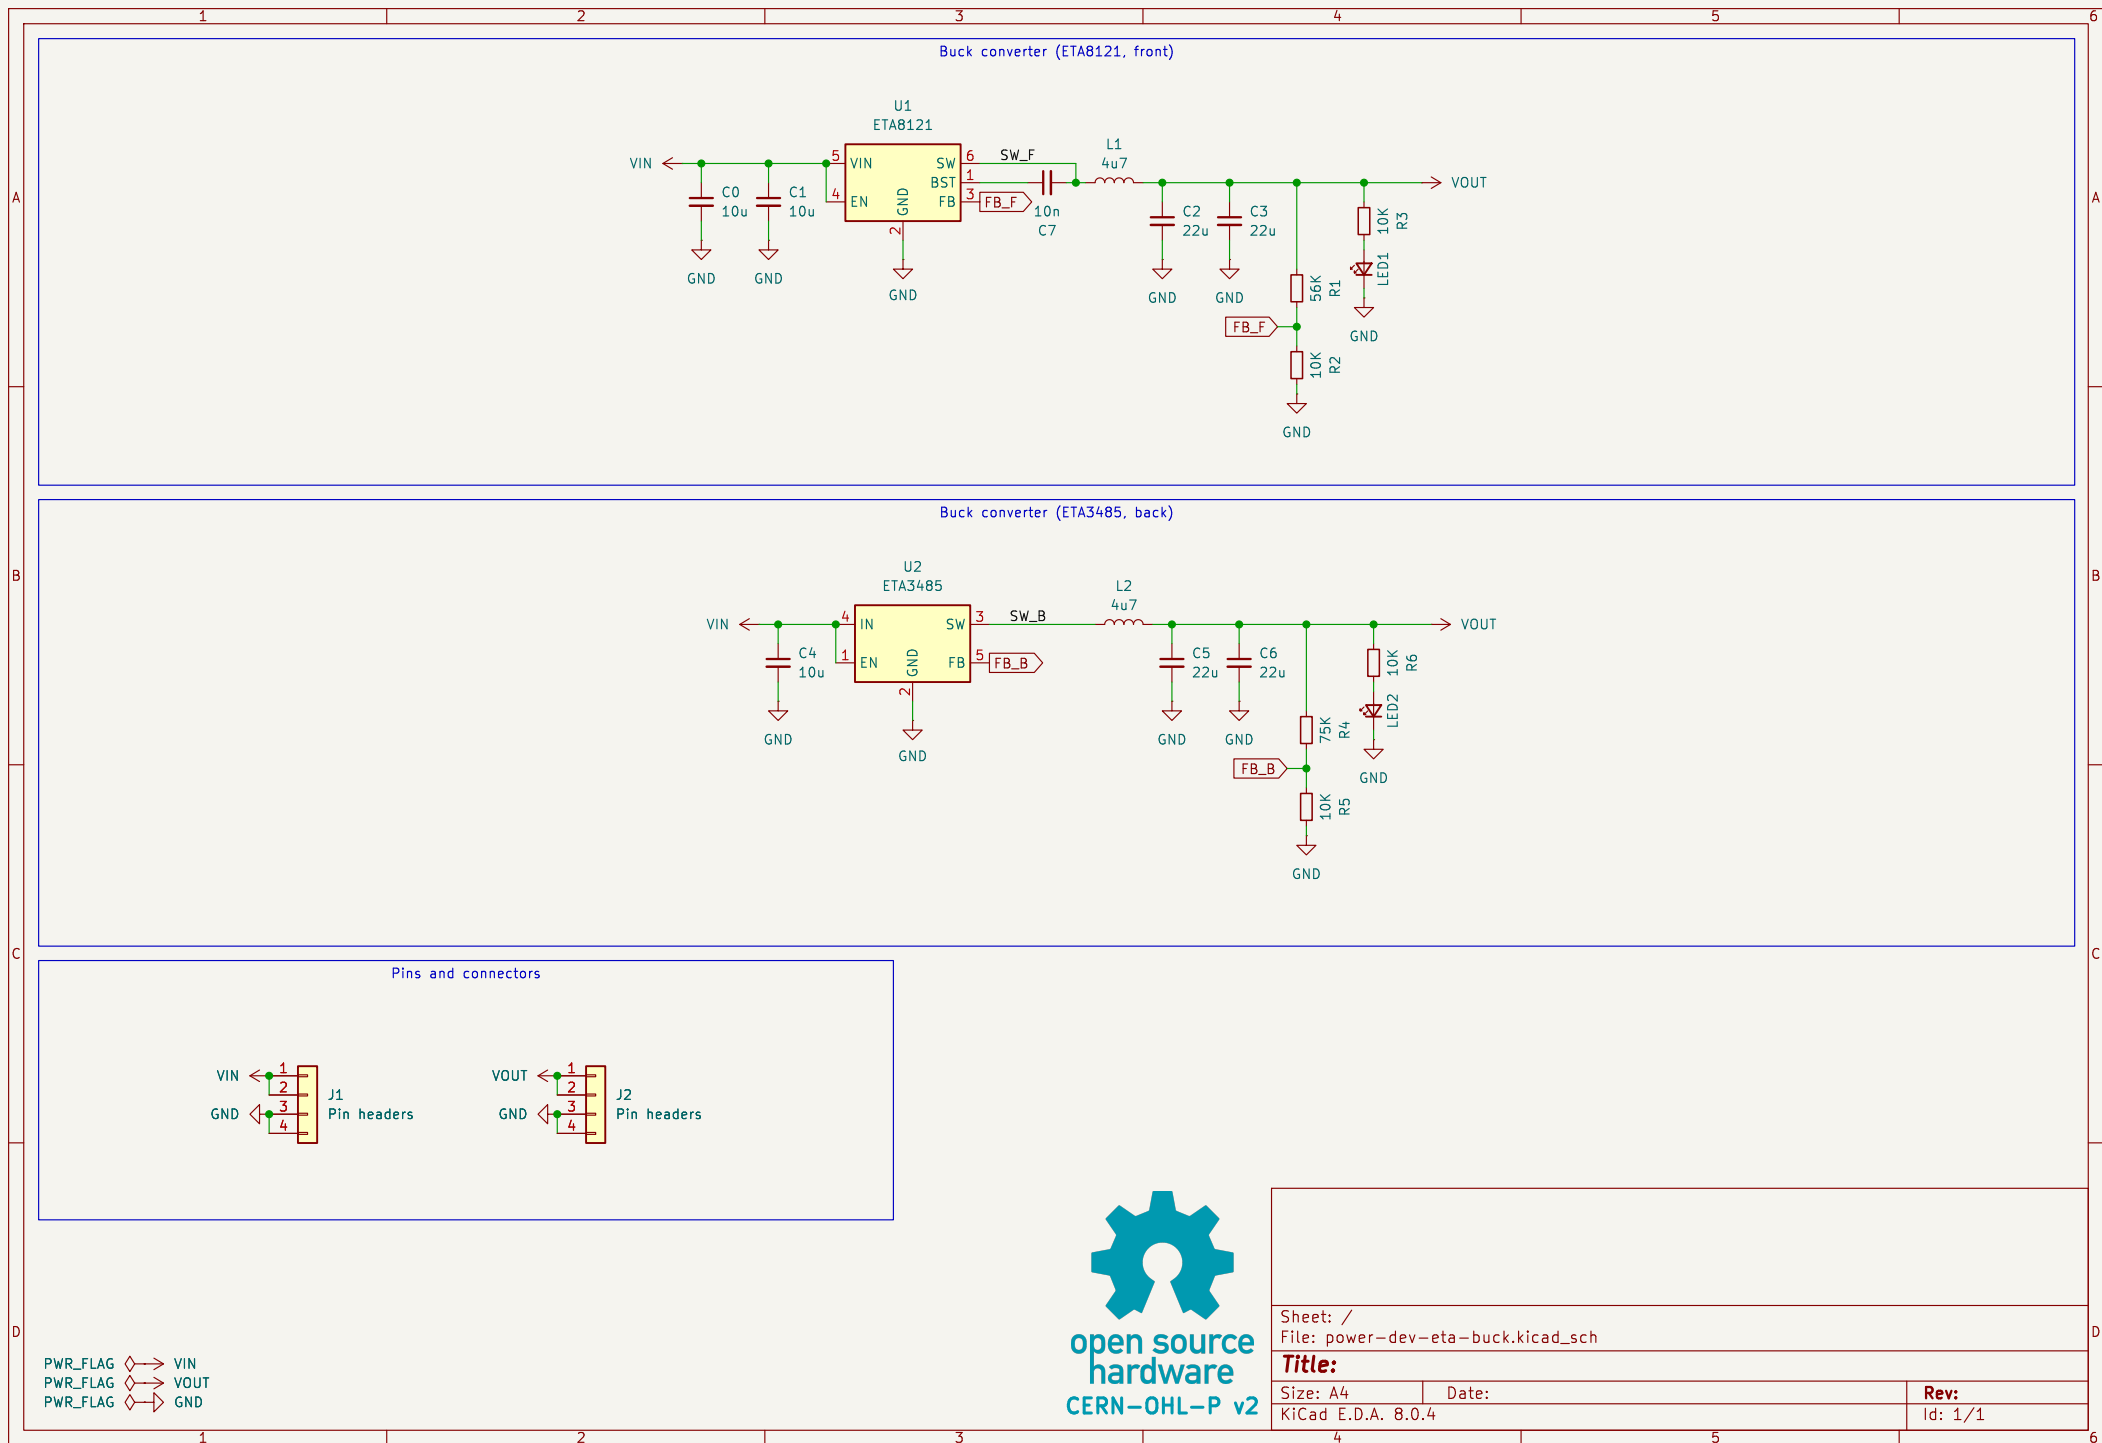 1 2 3 4 5 6
Buck converter (ETA8121, front)
U1
ETA8121
VIN
5 VIN
4 EN
GND
2
SW 6
BST 1
FB 3
SW_F
FB_F
L1
4u7
10n
C7
VOUT
C0
10u
C1
10u
C2
22u
C3
22u
10K
R3
LED1
56K
R1
FB_F
10K
R2
GND
GND
GND
GND
GND
GND
GND
A
A
Buck converter (ETA3485, back)
U2
ETA3485
VIN
4 IN
1 EN
GND
2
SW 3
FB 5
SW_B
FB_B
L2
4u7
VOUT
C4
10u
C5
22u
C6
22u
10K
R6
LED2
75K
R4
FB_B
10K
R5
GND
GND
GND
GND
GND
GND
B
B
C
C
Pins and connectors
VIN
GND
1
2
3
4
J1
Pin headers
VOUT
GND
1
2
3
4
J2
Pin headers
D
D
PWR_FLAG VIN
PWR_FLAG VOUT
PWR_FLAG GND
open source
hardware
CERN-OHL-P v2
Sheet: /
File: power-dev-eta-buck.kicad_sch
Title:
Size: A4 Date: Rev:
KiCad E.D.A. 8.0.4 Id: 1/1
1 2 3 4 5 6